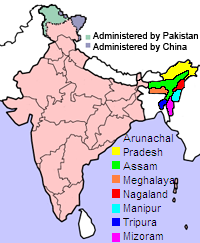 Administered by Pakistan
Administered by China
Arunachal
Pradesh
Assam
Meghalaya
Nagaland
Manipur
Tripura
Mizoram